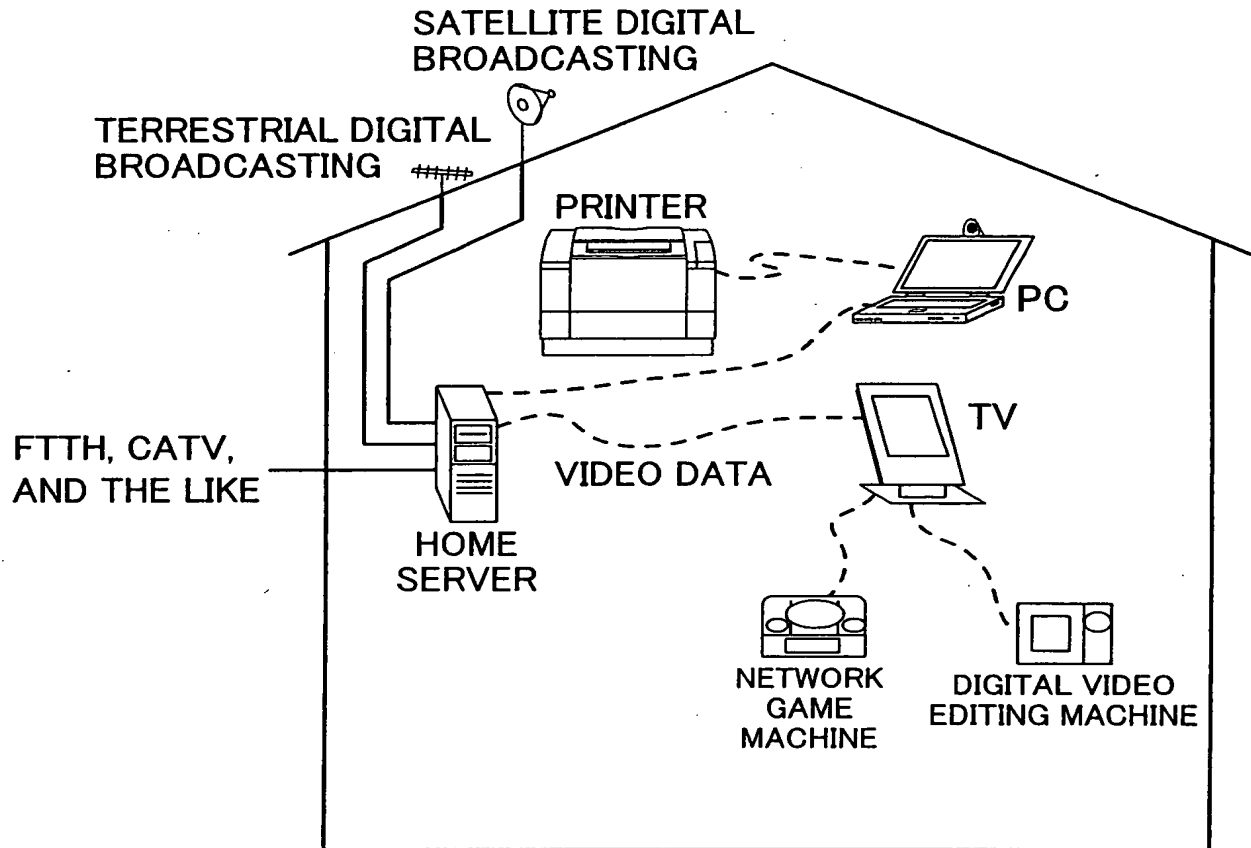 SATELLITE DIGITAL
BROADCASTING
TERRESTRIAL DIGITAL
BROADCASTING
PRINTER
PC
TV
FTTH, CATV,
AND THE LIKE
VIDEO DATA
HOME
SERVER
NETWORK
GAME
MACHINE
DIGITAL VIDEO
EDITING MACHINE